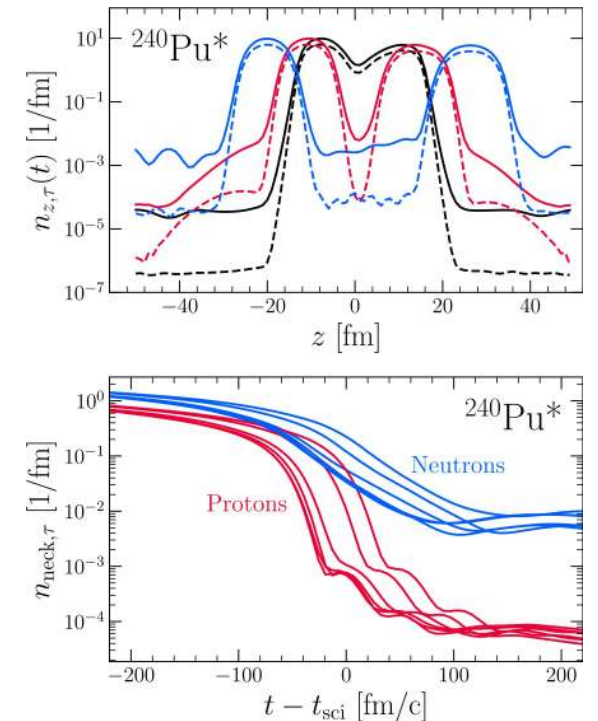 ²⁴⁰Pu*
10¹
10⁻¹
10⁻³
10⁻⁵
10⁻⁷
n_{z,τ}(t) [1/fm]
−40 −20 0 20 40
z [fm]
²⁴⁰Pu*
10⁰
10⁻¹
10⁻²
10⁻³
10⁻⁴
n_{neck,τ} [1/fm]
Neutrons
Protons
−200 −100 0 100 200
t − t_{sci} [fm/c]